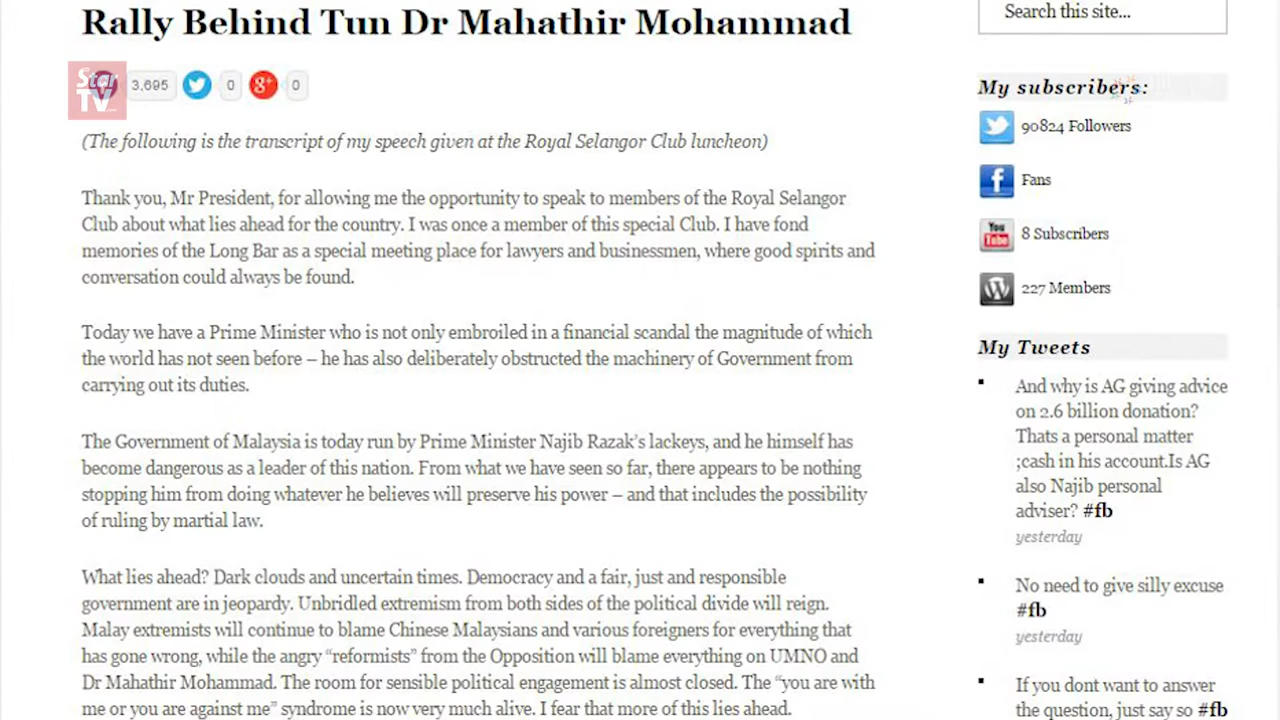 Rally Behind Tun Dr Mahathir Mohammad
Search this site...
Star
TV
3,695
0
0
(The following is the transcript of my speech given at the Royal Selangor Club luncheon)
Thank you, Mr President, for allowing me the opportunity to speak to members of the Royal Selangor
Club about what lies ahead for the country. I was once a member of this special Club. I have fond
memories of the Long Bar as a special meeting place for lawyers and businessmen, where good spirits and
conversation could always be found.
Today we have a Prime Minister who is not only embroiled in a financial scandal the magnitude of which
the world has not seen before – he has also deliberately obstructed the machinery of Government from
carrying out its duties.
The Government of Malaysia is today run by Prime Minister Najib Razak's lackeys, and he himself has
become dangerous as a leader of this nation. From what we have seen so far, there appears to be nothing
stopping him from doing whatever he believes will preserve his power – and that includes the possibility
of ruling by martial law.
What lies ahead? Dark clouds and uncertain times. Democracy and a fair, just and responsible
government are in jeopardy. Unbridled extremism from both sides of the political divide will reign.
Malay extremists will continue to blame Chinese Malaysians and various foreigners for everything that
has gone wrong, while the angry “reformists” from the Opposition will blame everything on UMNO and
Dr Mahathir Mohammad. The room for sensible political engagement is almost closed. The “you are with
me or you are against me” syndrome is now very much alive. I fear that more of this lies ahead.
My subscribers:
90824 Followers
Fans
You
Tube
8 Subscribers
227 Members
My Tweets
And why is AG giving advice
on 2.6 billion donation?
Thats a personal matter
;cash in his account.Is AG
also Najib personal
adviser? #fb
yesterday
No need to give silly excuse
#fb
yesterday
If you dont want to answer
the question, just say so #fb